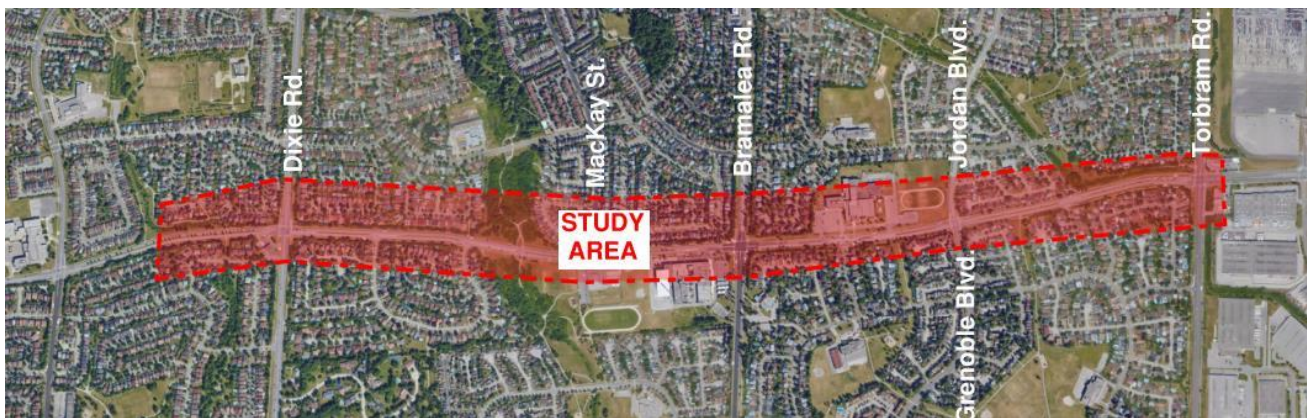 Dixie Rd.
MacKay St.
Bramalea Rd.
Jordan Blvd.
Torbram Rd.
STUDY
AREA
Grenoble Blvd.